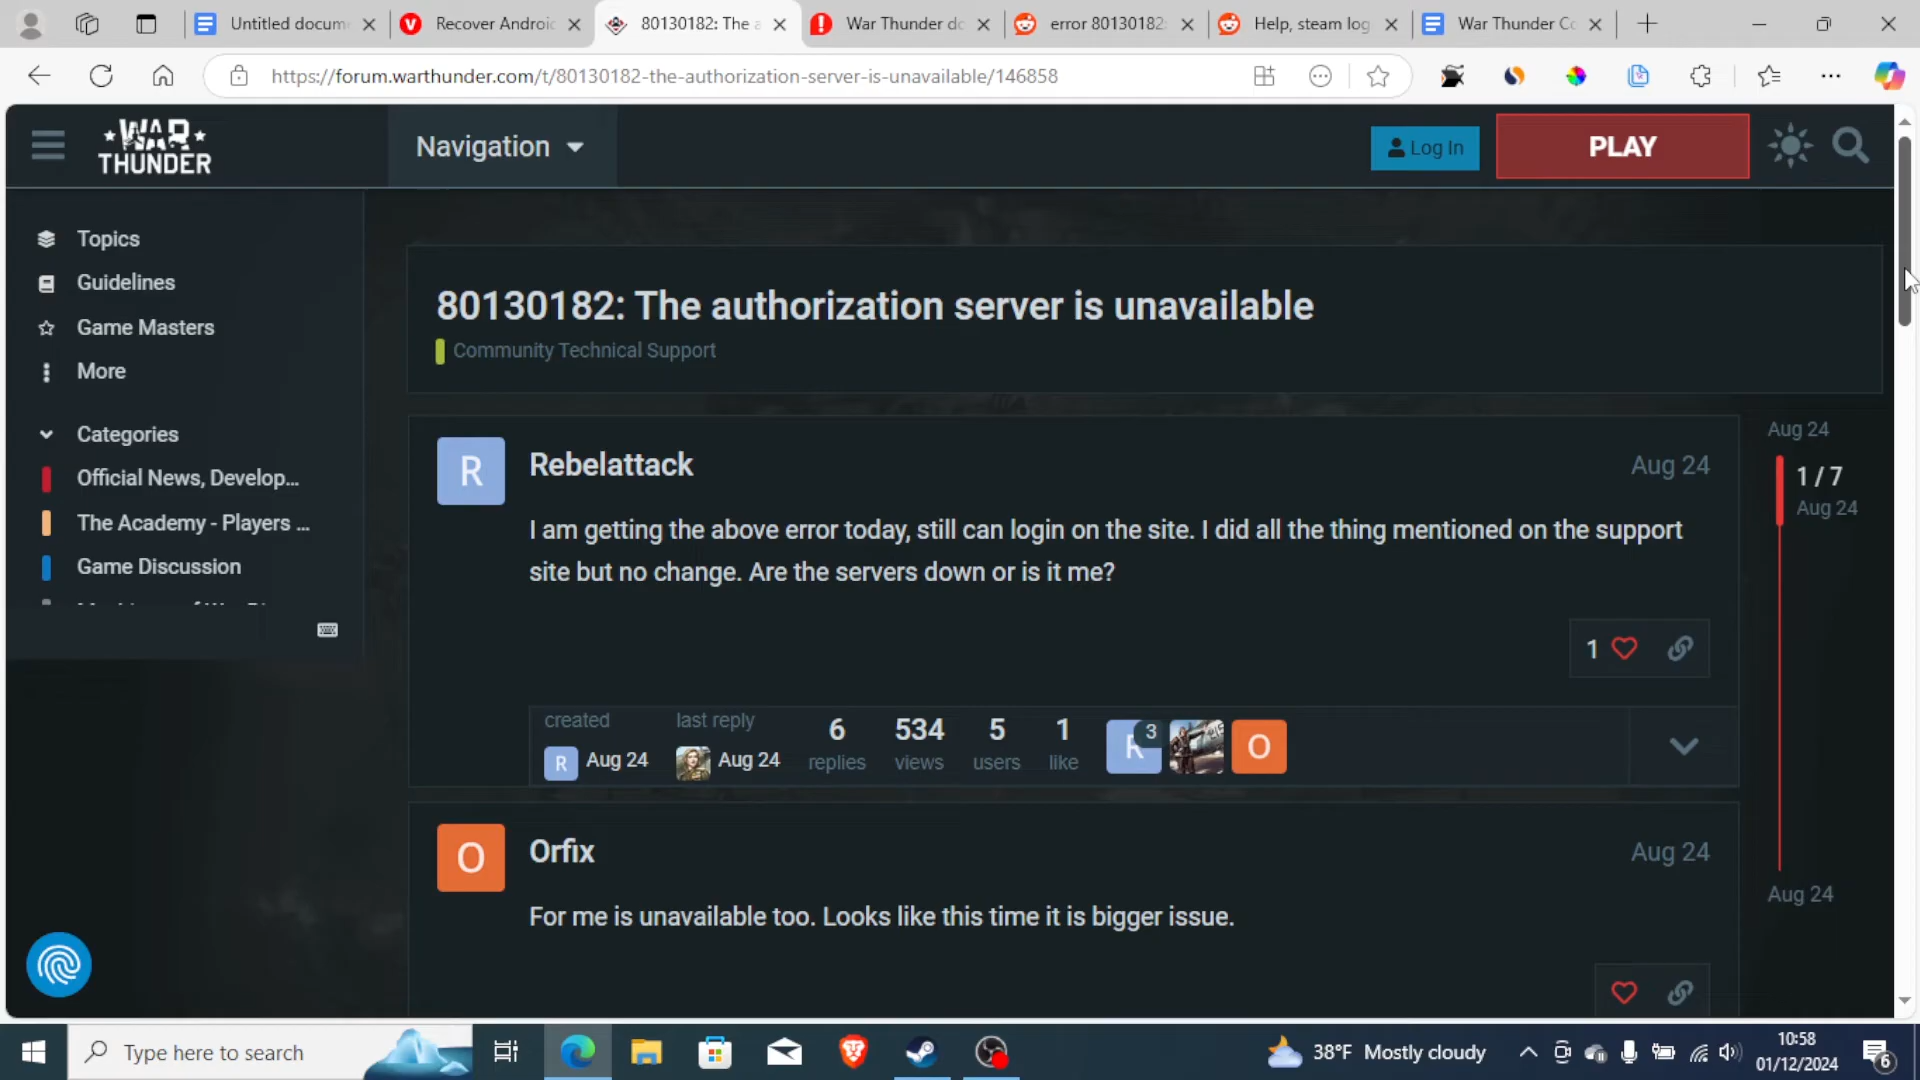 Untitled docum
Recover Androi
80130182: The a
War Thunder do
error 80130182
Help, steam log
War Thunder Co
https://forum.warthunder.com/t/80130182-the-authorization-server-is-unavailable/146858
WAR
THUNDER
Navigation
Log In
PLAY
Topics
Guidelines
Game Masters
More
Categories
Official News, Develop...
The Academy - Players ...
Game Discussion
80130182: The authorization server is unavailable
Community Technical Support
R
Rebelattack
Aug 24
I am getting the above error today, still can login on the site. I did all the thing mentioned on the support
site but no change. Are the servers down or is it me?
1
created
last reply
6
534
5
1
R
3
O
R
Aug 24
Aug 24
replies
views
users
like
O
Orfix
Aug 24
For me is unavailable too. Looks like this time it is bigger issue.
Aug 24
1 / 7
Aug 24
Aug 24
Type here to search
38°F Mostly cloudy
10:58
01/12/2024
6